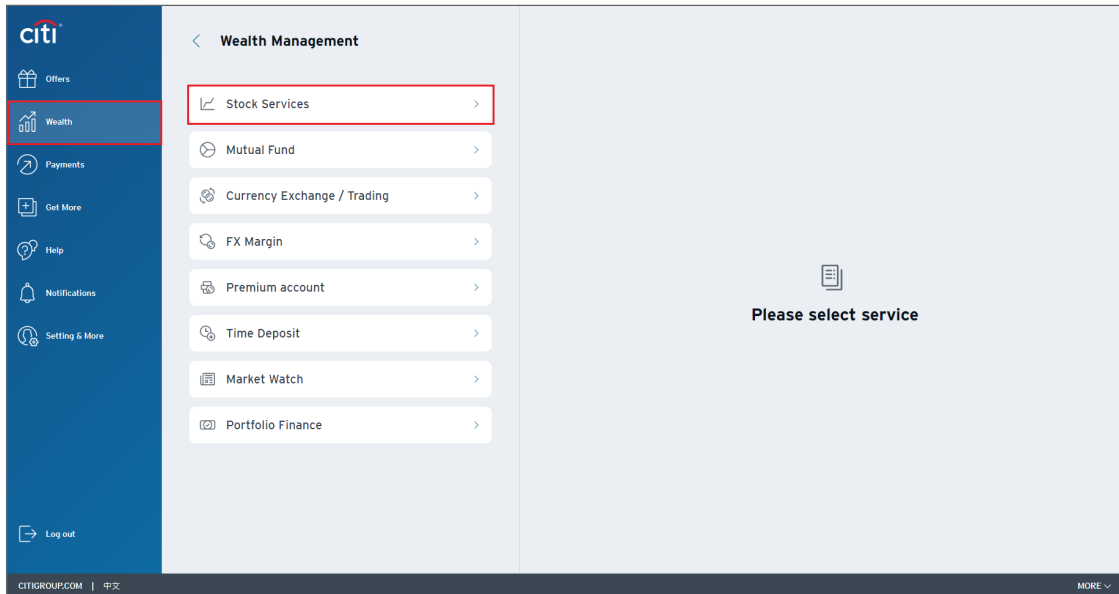 citi
Offers
Wealth
Payments
Get More
Help
Notifications
Setting & More
Log out
Wealth Management
Stock Services
Mutual Fund
Currency Exchange / Trading
FX Margin
Premium account
Time Deposit
Market Watch
Portfolio Finance
Please select service
CITIGROUP.COM | 中文
MORE